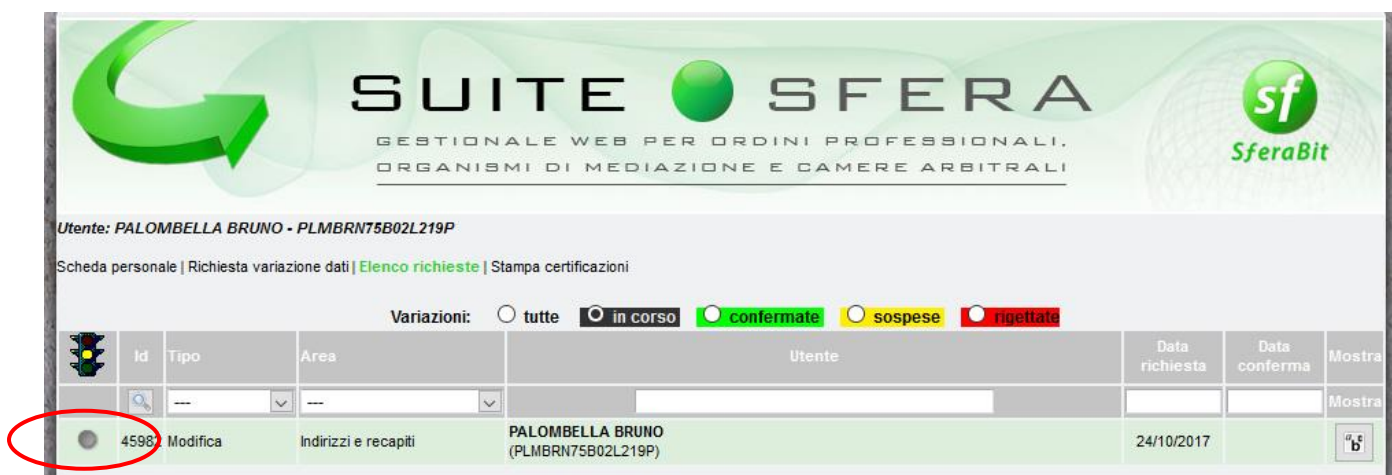 SUITE SFERA
GESTIONALE WEB PER ORDINI PROFESSIONALI,
ORGANISMI DI MEDIAZIONE E CAMERE ARBITRALI
sf
SferaBit
Utente: PALOMBELLA BRUNO - PLMBRN75B02L219P
Scheda personale | Richiesta variazione dati | Elenco richieste | Stampa certificazioni
Variazioni: tutte in corso confermate sospese rigettate
Id Tipo Area Utente Data richiesta Data conferma Mostra
--- --- Mostra
45982 Modifica Indirizzi e recapiti PALOMBELLA BRUNO 24/10/2017
(PLMBRN75B02L219P)